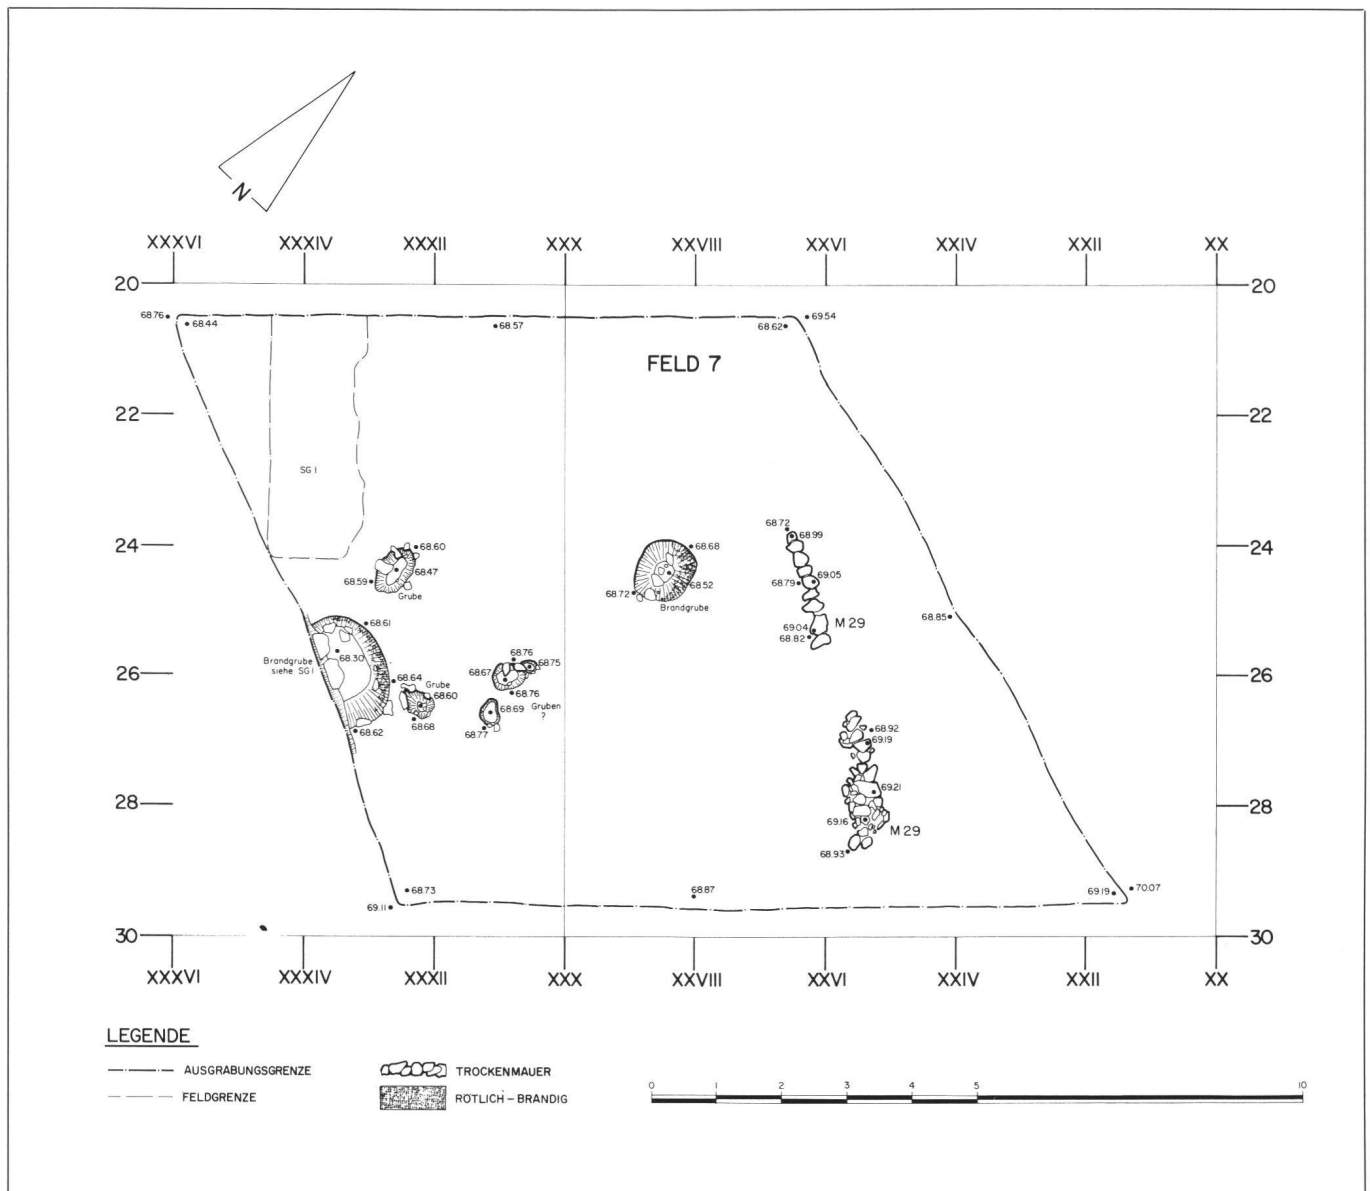 N
XXXVI XXXIV XXXII XXX XXVIII XXVI XXIV XXII XX
20 20
68.76 68.44 68.57 68.62 69.54
FELD 7
22 22
SG I
24 24
68.60
68.47
68.59
Grube
68.68
68.52
68.72
Brandgrube
68.72
68.99
69.05
68.79
69.04
68.82
M 29
68.85
68.61
Brandgrube
siehe SG I
68.30
68.62
26 26
68.64
Grube
68.60
68.68
68.76
68.75
68.67
68.76
68.69
68.77
Gruben
?
68.92
69.19
69.21
69.16
M 29
68.93
28 28
68.73
69.11
68.87
69.19
70.07
30 30
XXXVI XXXIV XXXII XXX XXVIII XXVI XXIV XXII XX
LEGENDE
AUSGRABUNGSGRENZE
FELDGRENZE
TROCKENMAUER
RÖTLICH - BRANDIG
0 1 2 3 4 5 10